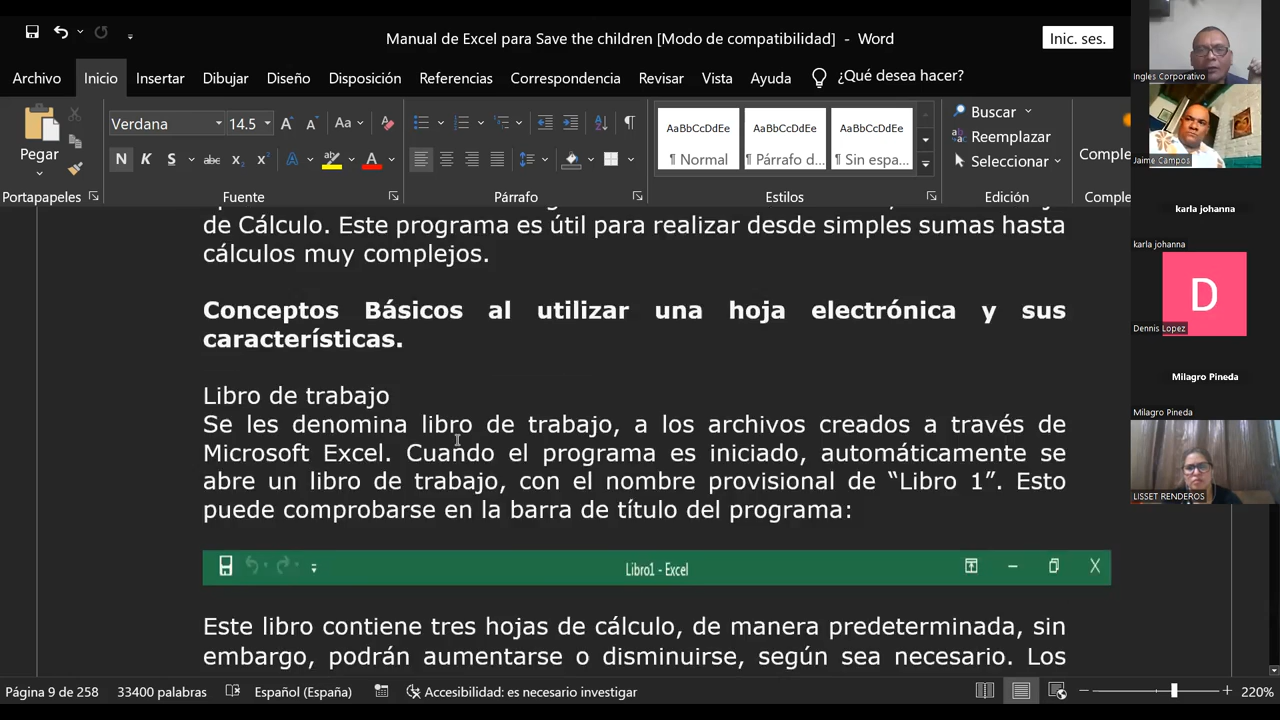 Manual de Excel para Save the children [Modo de compatibilidad] - Word
Inic. ses.
Archivo Inicio Insertar Dibujar Diseño Disposición Referencias Correspondencia Revisar Vista Ayuda ¿Qué desea hacer?
Pegar
Portapapeles
Verdana 14.5
Aa
N K S abc x₂ x² A A
Fuente
Párrafo
AaBbCcDdEe AaBbCcDdEe AaBbCcDdEe
¶ Normal ¶ Párrafo d... ¶ Sin espa...
Estilos
Buscar
Reemplazar
Seleccionar
Edición
Comple
Comple
de Cálculo. Este programa es útil para realizar desde simples sumas hasta
cálculos muy complejos.
Conceptos Básicos al utilizar una hoja electrónica y sus
características.
Libro de trabajo
Se les denomina libro de trabajo, a los archivos creados a través de
Microsoft Excel. Cuando el programa es iniciado, automáticamente se
abre un libro de trabajo, con el nombre provisional de “Libro 1”. Esto
puede comprobarse en la barra de título del programa:
Libro1 - Excel
Este libro contiene tres hojas de cálculo, de manera predeterminada, sin
embargo, podrán aumentarse o disminuirse, según sea necesario. Los
Página 9 de 258 33400 palabras Español (España) Accesibilidad: es necesario investigar 220%
Ingles Corporativo
Jaime Campos
karla johanna
karla johanna
D
Dennis Lopez
Milagro Pineda
Milagro Pineda
LISSET RENDEROS